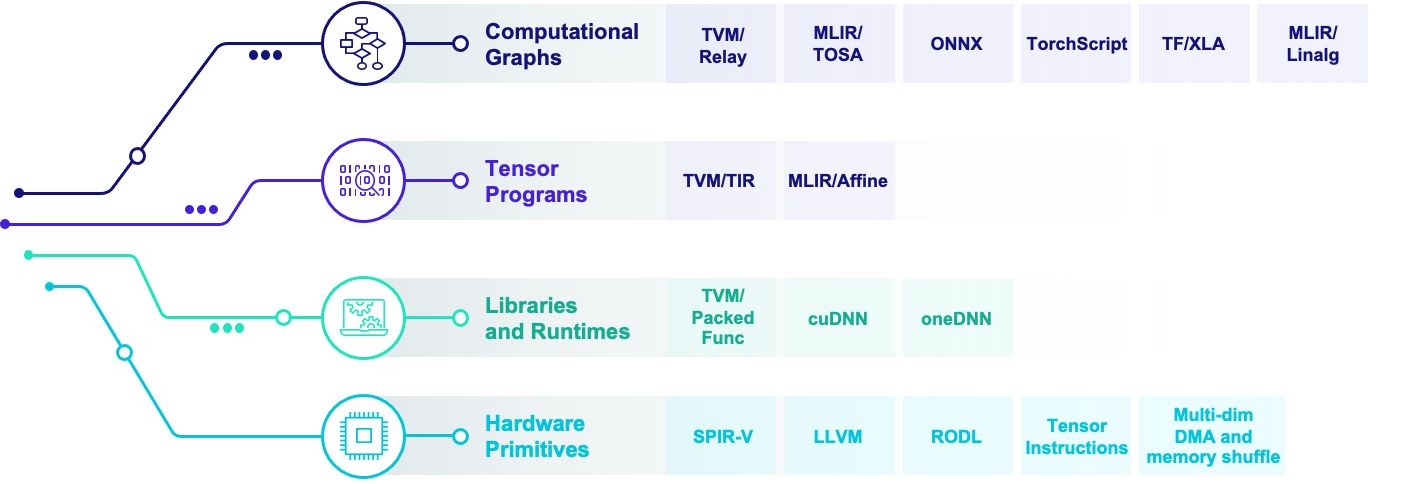 Computational
Graphs
TVM/
Relay
MLIR/
TOSA
ONNX
TorchScript
TF/XLA
MLIR/
Linalg
Tensor
Programs
TVM/TIR
MLIR/Affine
Libraries
and Runtimes
TVM/
Packed
Func
cuDNN
oneDNN
Hardware
Primitives
SPIR-V
LLVM
RODL
Tensor
Instructions
Multi-dim
DMA and
memory shuffle